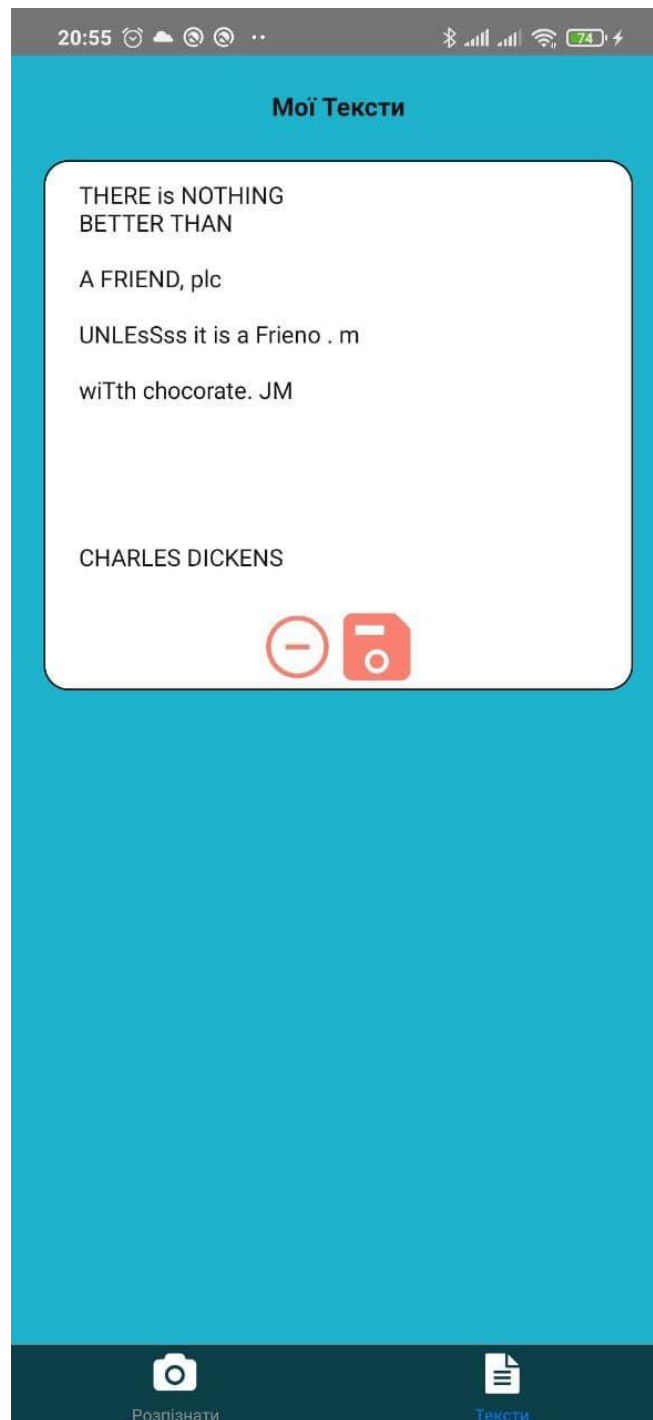 20:55
74
Мої Тексти
THERE is NOTHING
BETTER THAN
A FRIEND, plc
UNLEsSss it is a Frieno . m
wiTth chocorate. JM
CHARLES DICKENS
Розпізнати
Тексти